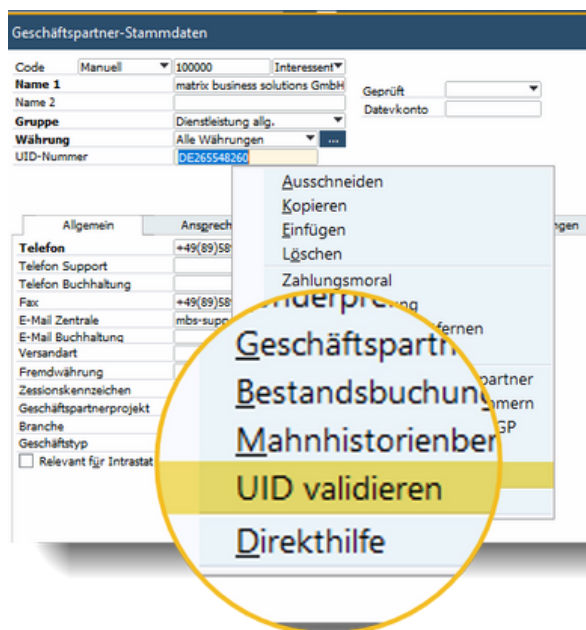 Geschäftspartner-Stammdaten
Code Manuell 100000 Interessent
Name 1 matrix business solutions GmbH
Geprüft
Name 2
Datevkonto
Gruppe Dienstleistung allg.
Währung Alle Währungen ...
UID-Nummer DE265548260
Ausschneiden
Kopieren
Einfügen
Löschen
Zahlungsmoral
Allgemein
Telefon +49(89)58
Telefon Support
Telefon Buchhaltung
Fax +49(89)58
E-Mail Zentrale mbs-supp
E-Mail Buchhaltung
Versandart
Fremdwährung
Zessionskennzeichen
Geschäftspartnerprojekt
Branche
Geschäftstyp
Relevant für Intrastat
Geschäftspartn
Bestandsbuchung
Mahnhistorienber
UID validieren
Direkthilfe